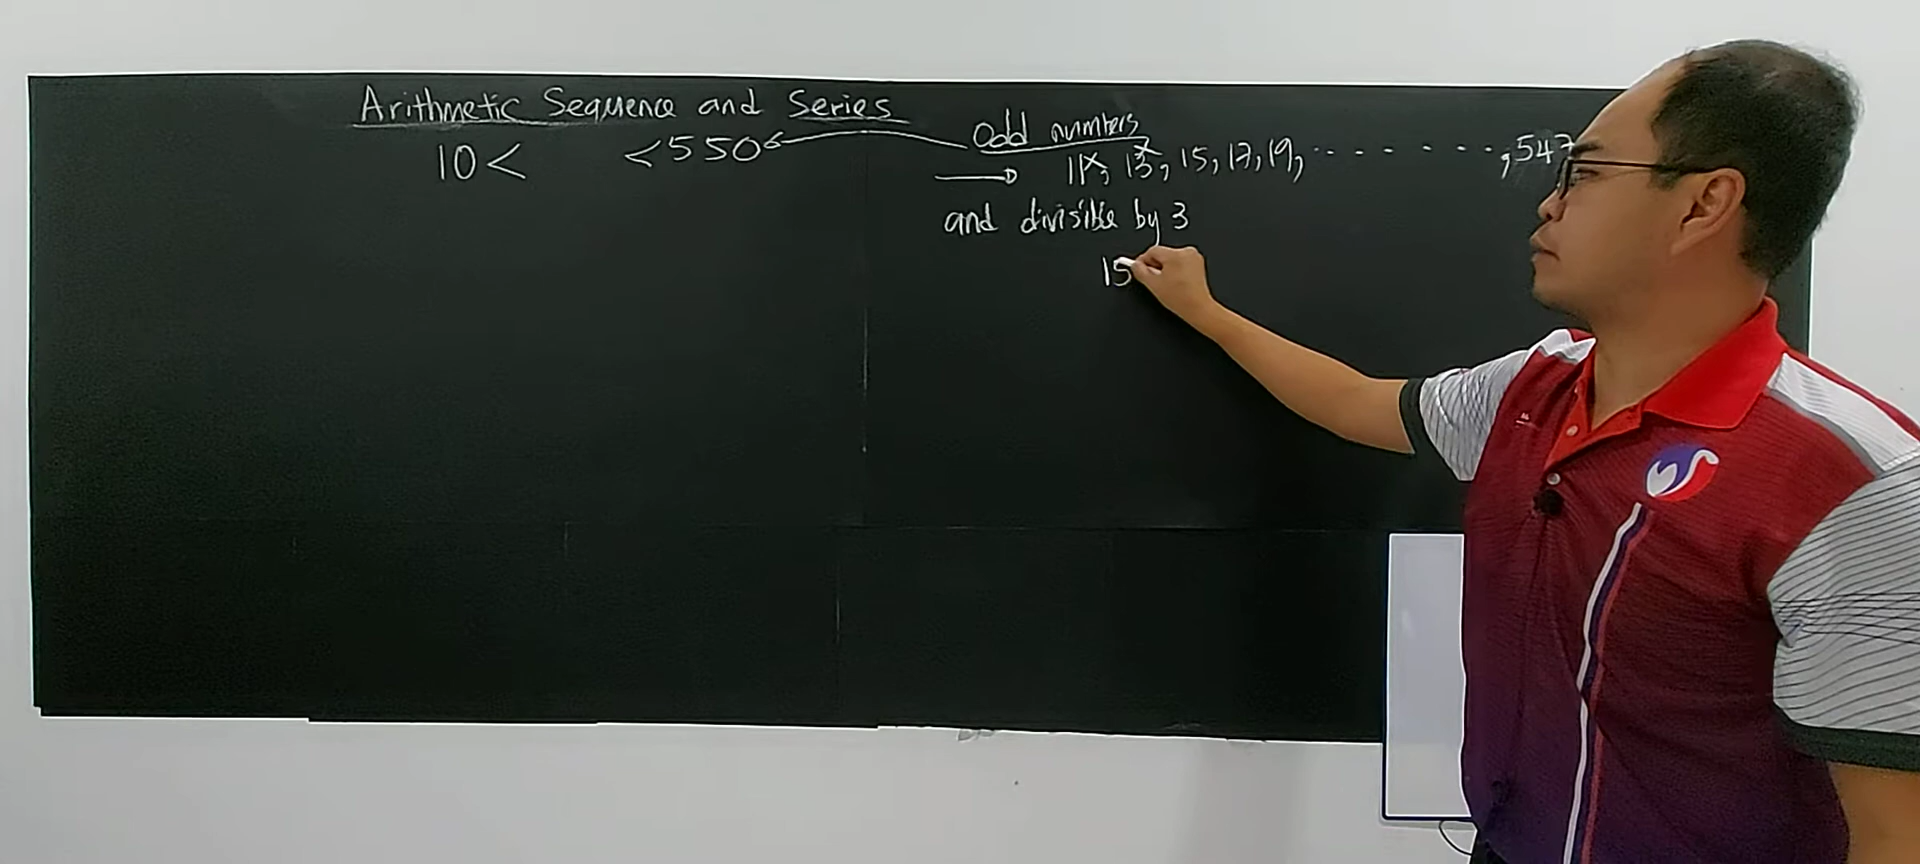 Arithmetic Sequence and Series
10 < < 550
Odd numbers
11, 13, 15, 17, 19, ........, 547
and divisible by 3
15